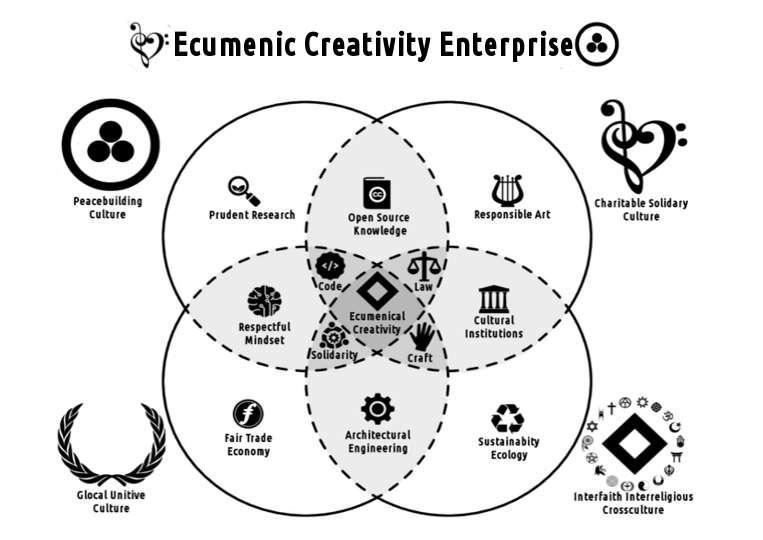 Ecumenic Creativity Enterprise
Peacebuilding
Culture
Charitable Solidary
Culture
Prudent Research
Open Source
Knowledge
Responsible Art
Code
Law
Respectful
Mindset
Ecumenical
Creativity
Cultural
Institutions
Solidarity
Craft
Fair Trade
Economy
Architectural
Engineering
Sustainabity
Ecology
Glocal Unitive
Culture
Interfaith Interreligious
Crossculture